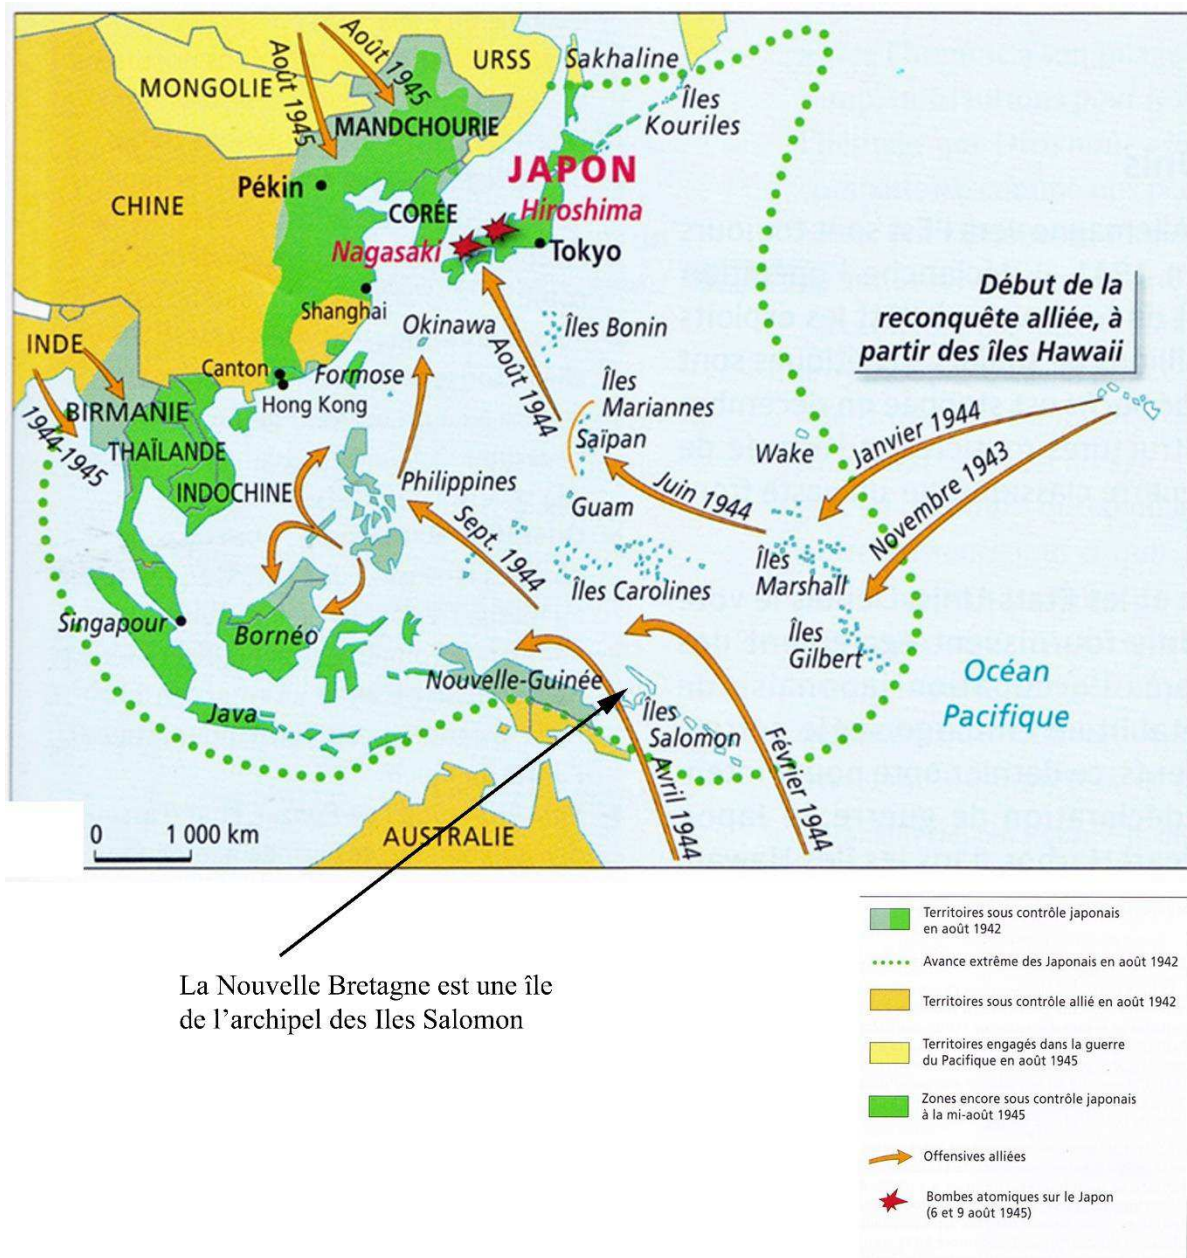 Août 1945
Août 1945
MONGOLIE
URSS
Sakhaline
Îles
Kouriles
MANDCHOURIE
JAPON
Pékin
CHINE
CORÉE
Hiroshima
Nagasaki
Tokyo
Début de la
reconquête alliée, à
partir des îles Hawaii
Shanghai
Okinawa
Îles Bonin
INDE
Canton
Formose
Août 1944
Hong Kong
Îles
Mariannes
BIRMANIE
1944-1945
THAÏLANDE
Saïpan
Wake
Janvier 1944
Novembre 1943
INDOCHINE
Philippines
Guam
Juin 1944
Sept. 1944
Îles Carolines
Îles
Marshall
Singapour
Bornéo
Îles
Gilbert
Océan
Pacifique
Nouvelle-Guinée
Java
Îles
Salomon
Avril 1944
Février 1944
0 1 000 km
AUSTRALIE
La Nouvelle Bretagne est une île
de l’archipel des Iles Salomon
Territoires sous contrôle japonais
en août 1942
Avance extrême des Japonais en août 1942
Territoires sous contrôle allié en août 1942
Territoires engagés dans la guerre
du Pacifique en août 1945
Zones encore sous contrôle japonais
à la mi-août 1945
Offensives alliées
Bombes atomiques sur le Japon
(6 et 9 août 1945)